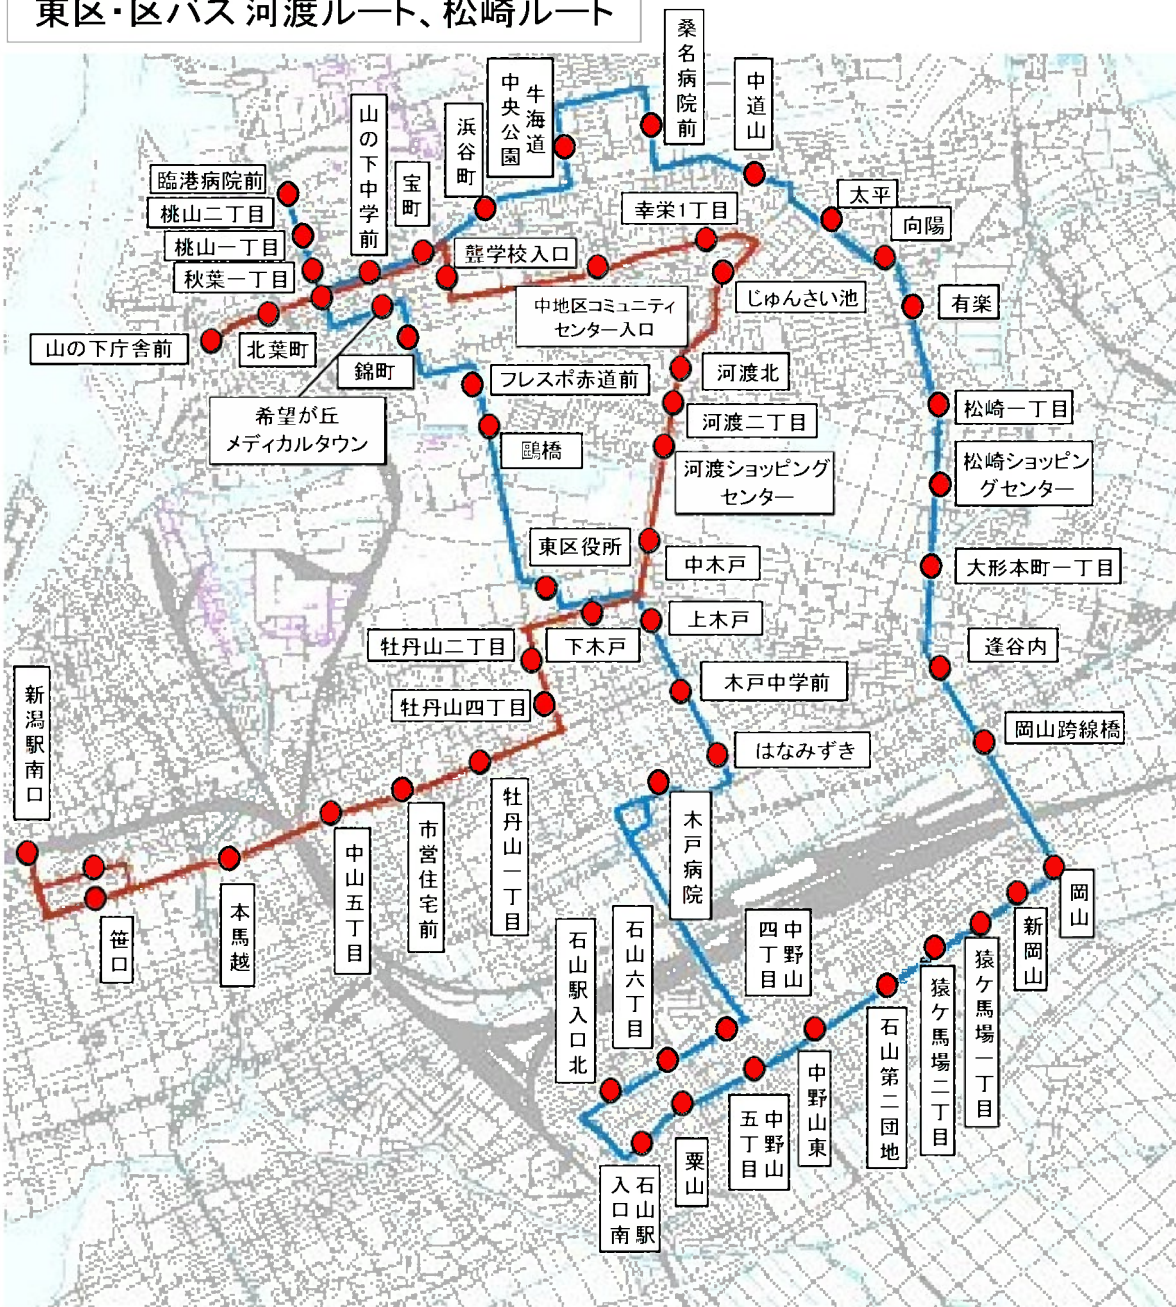 東区・区バス 河渡ルート、松崎ルート
桑名病院前
中道山
牛海道
中央公園
浜谷町
山の下中学前
宝町
臨港病院前
桃山二丁目
桃山一丁目
秋葉一丁目
山の下庁舎前
北葉町
錦町
希望が丘
メディカルタウン
聾学校入口
幸栄1丁目
中地区コミュニティ
センター入口
じゅんさい池
太平
向陽
有楽
フレスポ赤道前
鷗橋
河渡北
河渡二丁目
河渡ショッピング
センター
松崎一丁目
松崎ショッピン
グセンター
東区役所
中木戸
大形本町一丁目
上木戸
下木戸
牡丹山二丁目
牡丹山四丁目
逢谷内
木戸中学前
はなみずき
岡山跨線橋
新潟駅南口
笹口
本馬越
中山五丁目
市営住宅前
牡丹山一丁目
木戸病院
岡山
新岡山
猿ケ馬場一丁目
猿ケ馬場二丁目
石山第二団地
中野山東
中野山
四丁目
石山六丁目
石山駅入口北
中野山
五丁目
粟山
石山駅
入口南